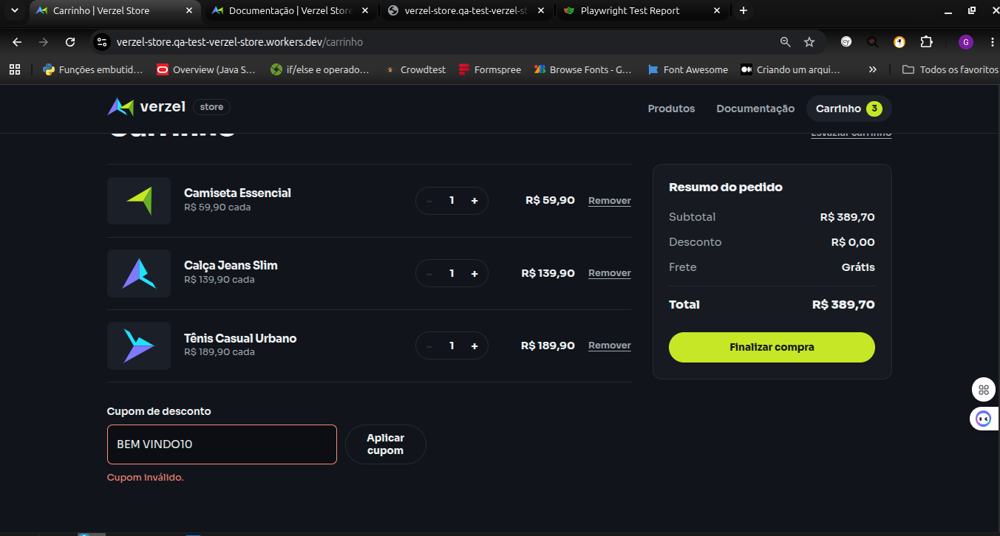 Carrinho | Verzel Store
Documentação | Verzel Store
verzel-store.qa-test-verzel-st
Playwright Test Report
verzel-store.qa-test-verzel-store.workers.dev/carrinho
G
Funções embutid...
Overview (Java S...
if/else e operado...
Crowdtest
Formspree
Browse Fonts - G...
Font Awesome
Criando um arqui...
Todos os favoritos
verzel
store
Produtos
Documentação
Carrinho 3
Carrinho
Esvaziar carrinho
Camiseta Essencial
R$ 59,90 cada
- 1 +
R$ 59,90
Remover
Calça Jeans Slim
R$ 139,90 cada
- 1 +
R$ 139,90
Remover
Tênis Casual Urbano
R$ 189,90 cada
- 1 +
R$ 189,90
Remover
Resumo do pedido
Subtotal R$ 389,70
Desconto R$ 0,00
Frete Grátis
Total R$ 389,70
Finalizar compra
Cupom de desconto
BEM VINDO10
Aplicar
cupom
Cupom inválido.